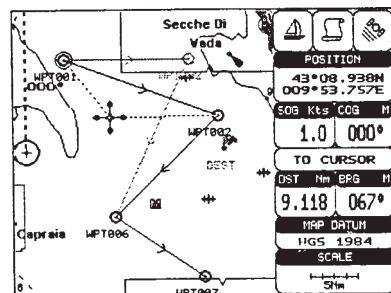 Secche Di
Vada
WPT001
WPT002
DEST
WPT006
Capraia
WPT007
POSITION
43°08.938N
009°53.757E
SOG Kts COG M
1.0 000°
TO CURSOR
DST Nm BRG M
9.118 067°
MAP DATUM
WGS 1984
SCALE
5Nm